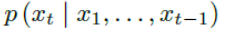 p (x_t | x_1, . . . , x_{t−1})